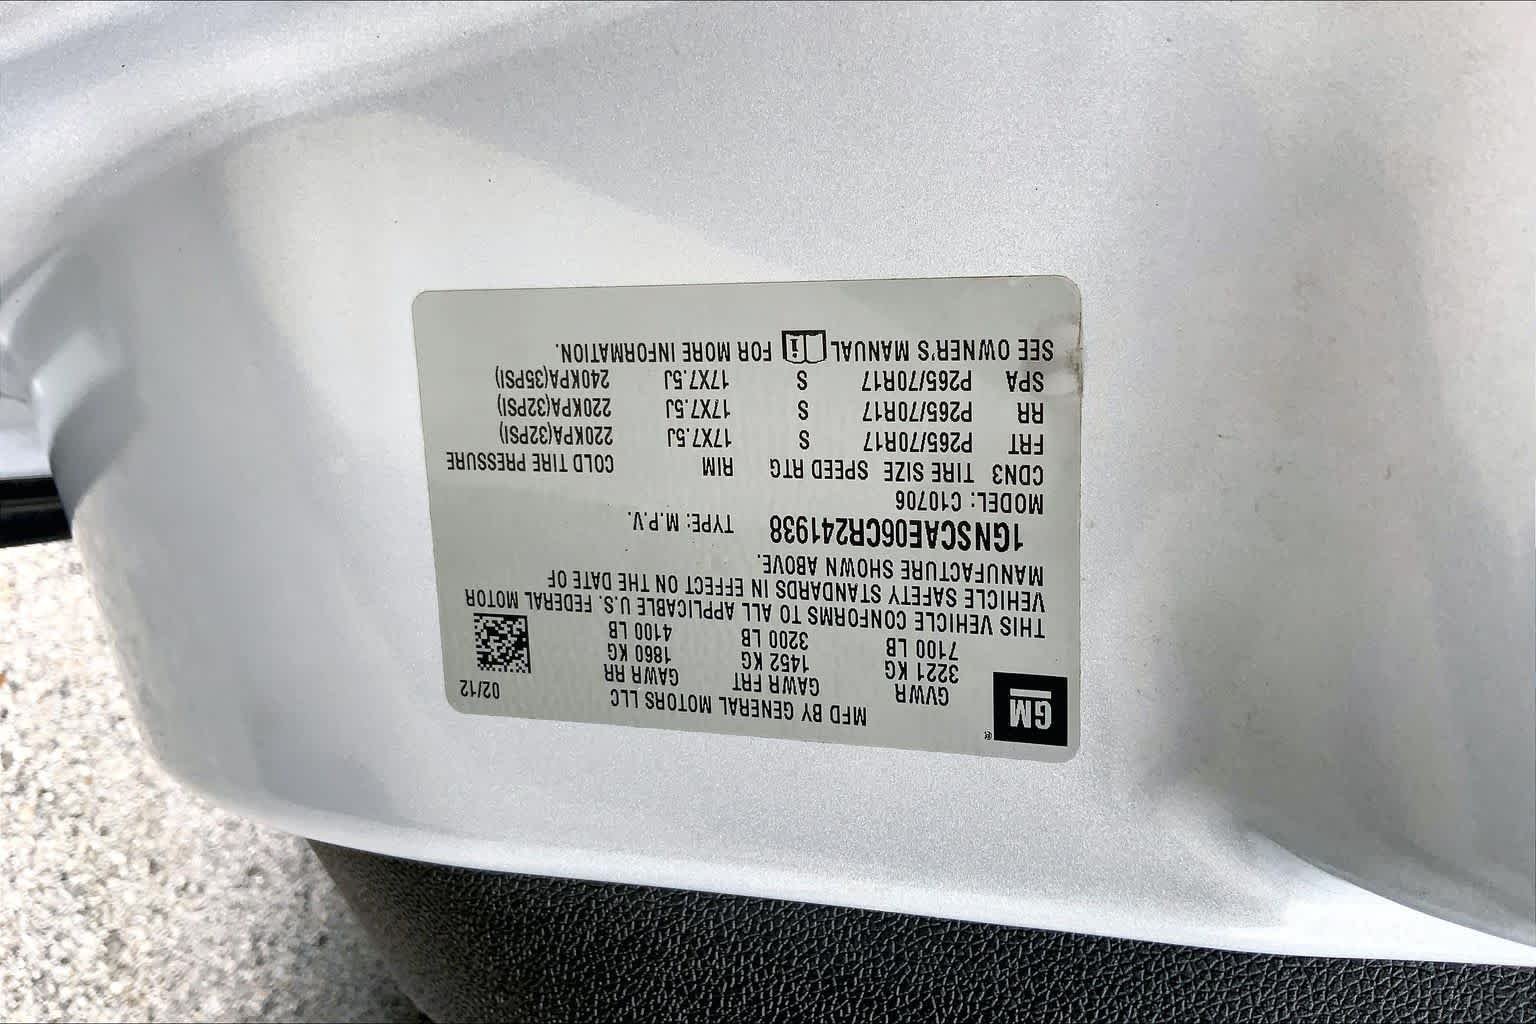 GM ®
MFD BY GENERAL MOTORS LLC 02/12
GVWR GAWR FRT GAWR RR
3221 KG 1452 KG 1860 KG
7100 LB 3200 LB 4100 LB
THIS VEHICLE CONFORMS TO ALL APPLICABLE U.S. FEDERAL MOTOR
VEHICLE SAFETY STANDARDS IN EFFECT ON THE DATE OF
MANUFACTURE SHOWN ABOVE.
1GNSCAE06CR241938 TYPE: M.P.V.
MODEL: C10706
CDN3 TIRE SIZE SPEED RTG RIM COLD TIRE PRESSURE
FRT P265/70R17 S 17X7.5J 220KPA(32PSI)
RR P265/70R17 S 17X7.5J 220KPA(32PSI)
SPA P265/70R17 S 17X7.5J 240KPA(35PSI)
SEE OWNER'S MANUAL i FOR MORE INFORMATION.